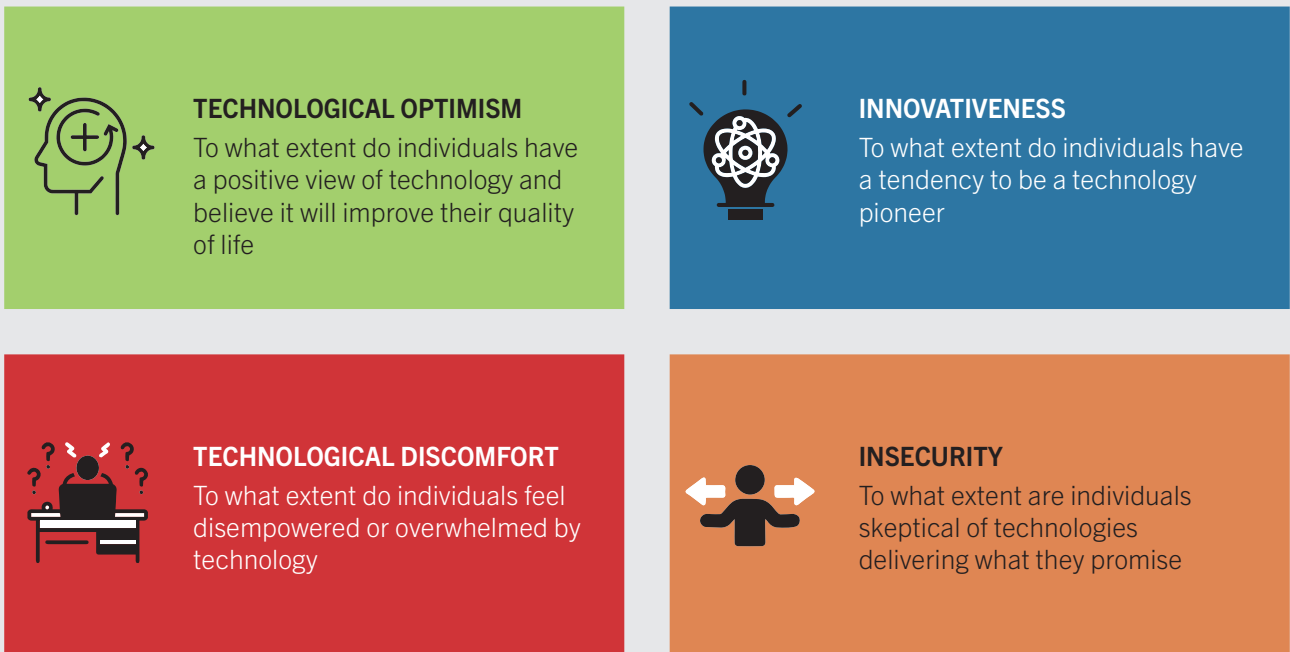 TECHNOLOGICAL OPTIMISM
To what extent do individuals have
a positive view of technology and
believe it will improve their quality
of life
INNOVATIVENESS
To what extent do individuals have
a tendency to be a technology
pioneer
TECHNOLOGICAL DISCOMFORT
To what extent do individuals feel
disempowered or overwhelmed by
technology
INSECURITY
To what extent are individuals
skeptical of technologies
delivering what they promise